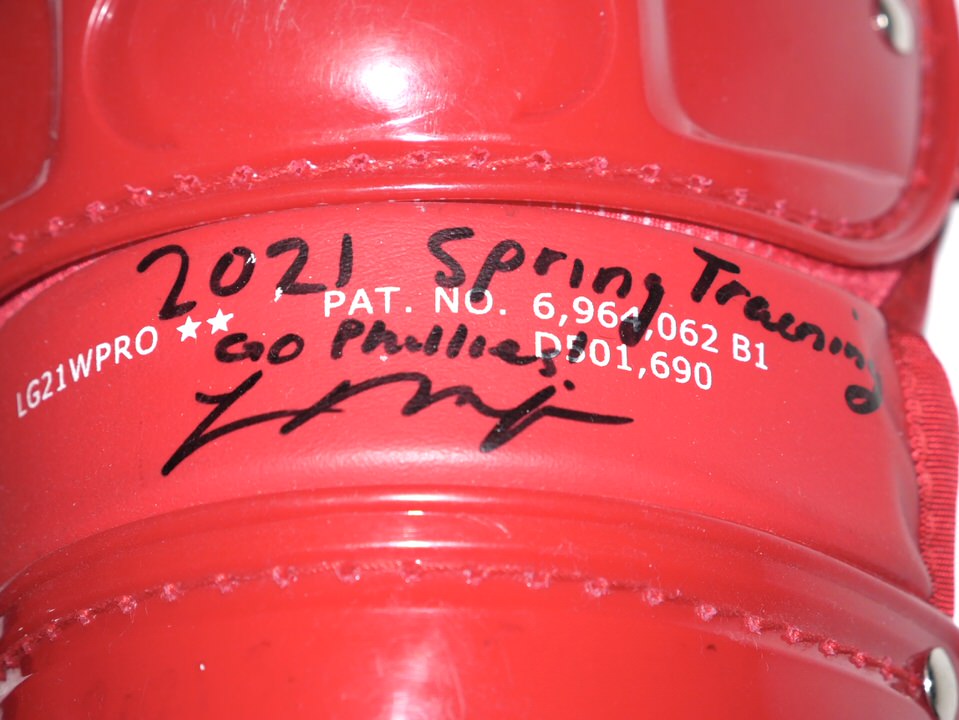 2021 Spring Training
LG21WPRO ★★
PAT. NO. 6,964,062 B1
D501,690
GO Phillies!